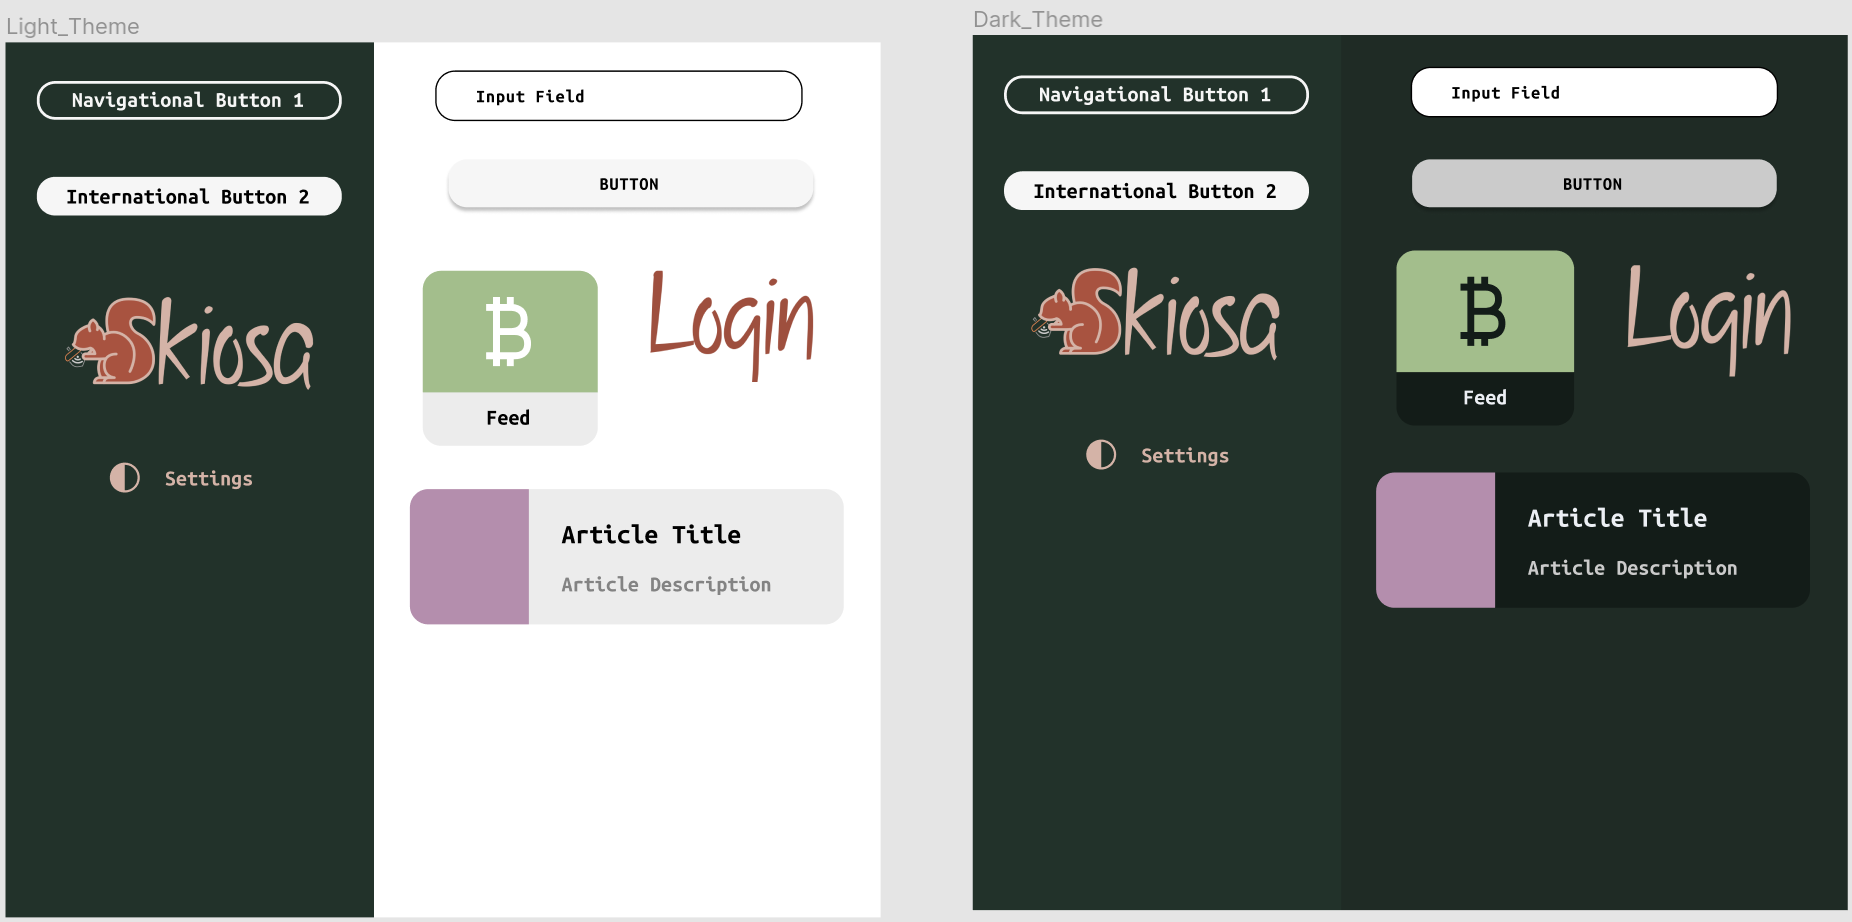 Light_Theme
Navigational Button 1
International Button 2
Skiosa
Settings
Input Field
BUTTON
Login
Feed
Article Title
Article Description
Dark_Theme
Navigational Button 1
International Button 2
Skiosa
Settings
Input Field
BUTTON
Login
Feed
Article Title
Article Description